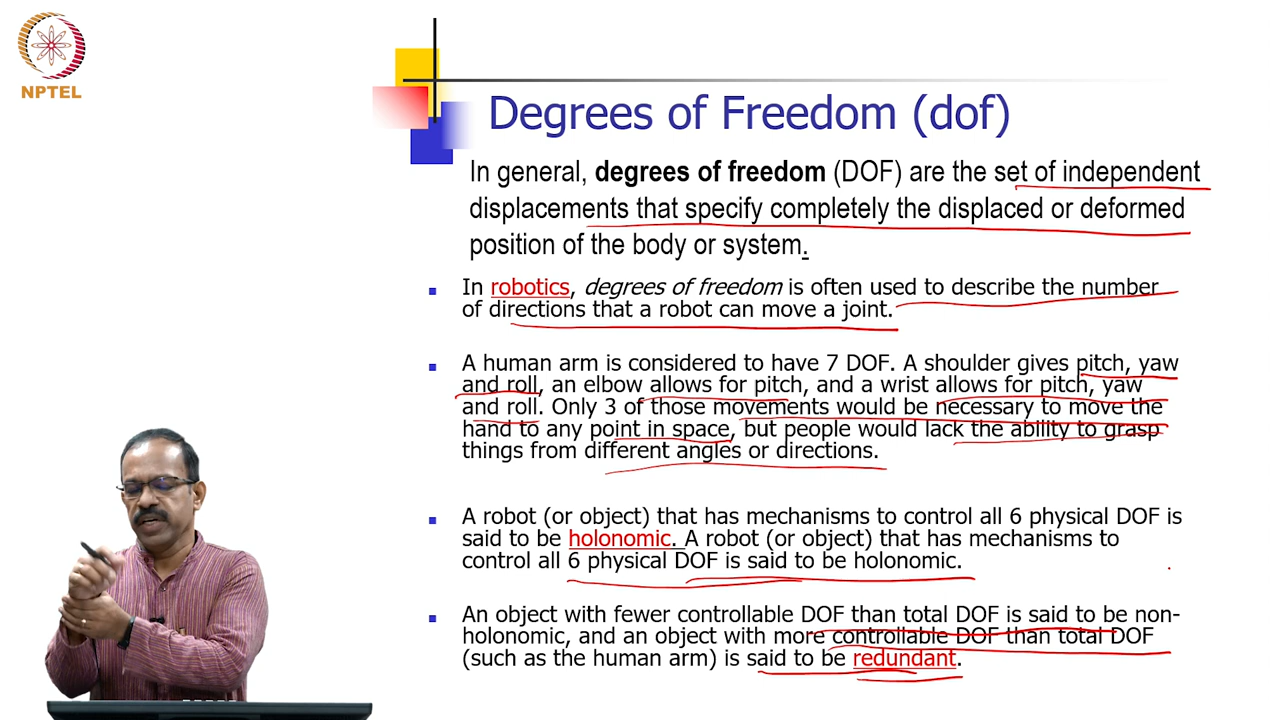 NPTEL
Degrees of Freedom (dof)
In general, degrees of freedom (DOF) are the set of independent
displacements that specify completely the displaced or deformed
position of the body or system.
In robotics, degrees of freedom is often used to describe the number
of directions that a robot can move a joint.
A human arm is considered to have 7 DOF. A shoulder gives pitch, yaw
and roll, an elbow allows for pitch, and a wrist allows for pitch, yaw
and roll. Only 3 of those movements would be necessary to move the
hand to any point in space, but people would lack the ability to grasp
things from different angles or directions.
A robot (or object) that has mechanisms to control all 6 physical DOF is
said to be holonomic. A robot (or object) that has mechanisms to
control all 6 physical DOF is said to be holonomic.
An object with fewer controllable DOF than total DOF is said to be non-
holonomic, and an object with more controllable DOF than total DOF
(such as the human arm) is said to be redundant.